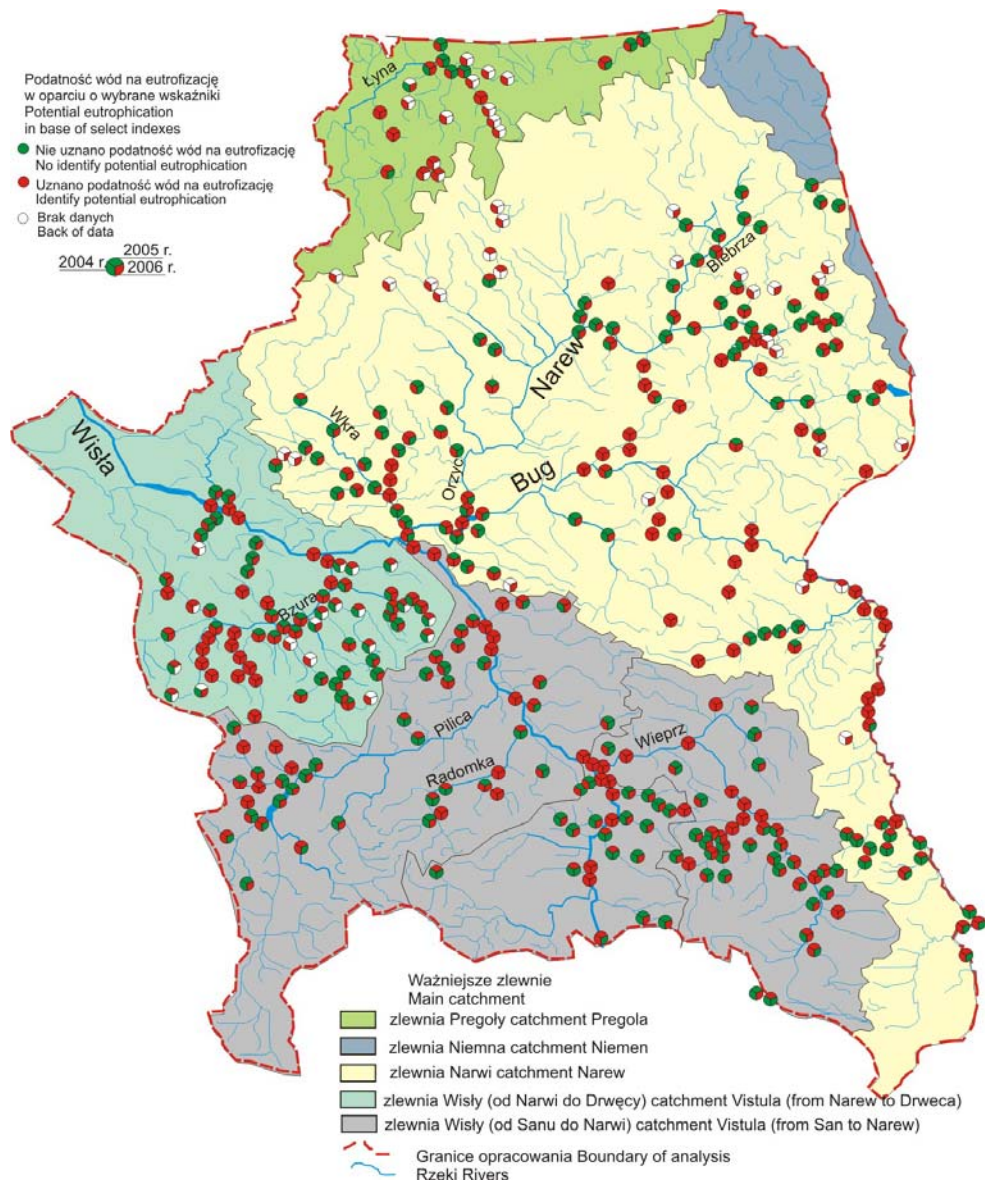 Podatność wód na eutrofizację
w oparciu o wybrane wskaźniki
Potential eutrophication
in base of select indexes
Nie uznano podatność wód na eutrofizację
No identify potential eutrophication
Uznano podatność wód na eutrofizację
Identify potential eutrophication
Brak danych
Back of data
2005 r.
2004 r.
2006 r.
Łyna
Biebrza
Narew
Wkra
Wisła
Orzyc
Bug
Bzura
Pilica
Wieprz
Radomka
Ważniejsze zlewnie
Main catchment
zlewnia Pregoły catchment Pregola
zlewnia Niemna catchment Niemen
zlewnia Narwi catchment Narew
zlewnia Wisły (od Narwi do Drwęcy) catchment Vistula (from Narew to Drweca)
zlewnia Wisły (od Sanu do Narwi) catchment Vistula (from San to Narew)
Granice opracowania Boundary of analysis
Rzeki Rivers